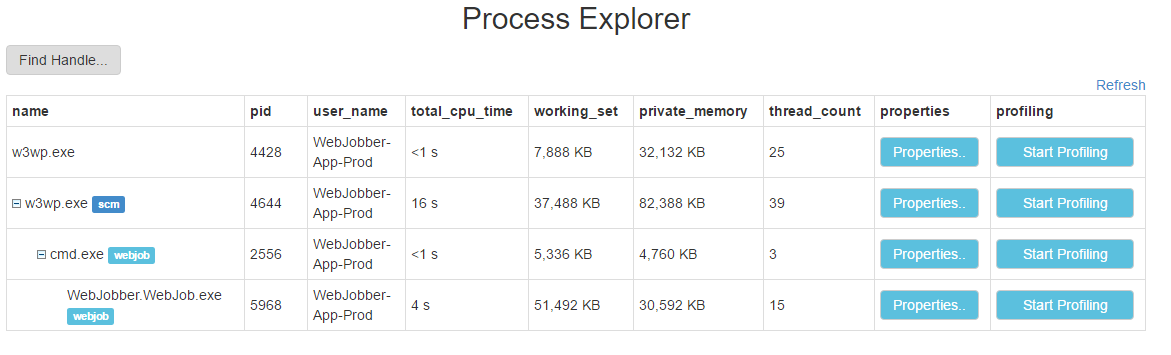 Process Explorer
Find Handle...
Refresh
name pid user_name total_cpu_time working_set private_memory thread_count properties profiling
w3wp.exe 4428 WebJobber-App-Prod <1 s 7,888 KB 32,132 KB 25 Properties.. Start Profiling
w3wp.exe scm 4644 WebJobber-App-Prod 16 s 37,488 KB 82,388 KB 39 Properties.. Start Profiling
cmd.exe webjob 2556 WebJobber-App-Prod <1 s 5,336 KB 4,760 KB 3 Properties.. Start Profiling
WebJobber.WebJob.exe webjob 5968 WebJobber-App-Prod 4 s 51,492 KB 30,592 KB 15 Properties.. Start Profiling